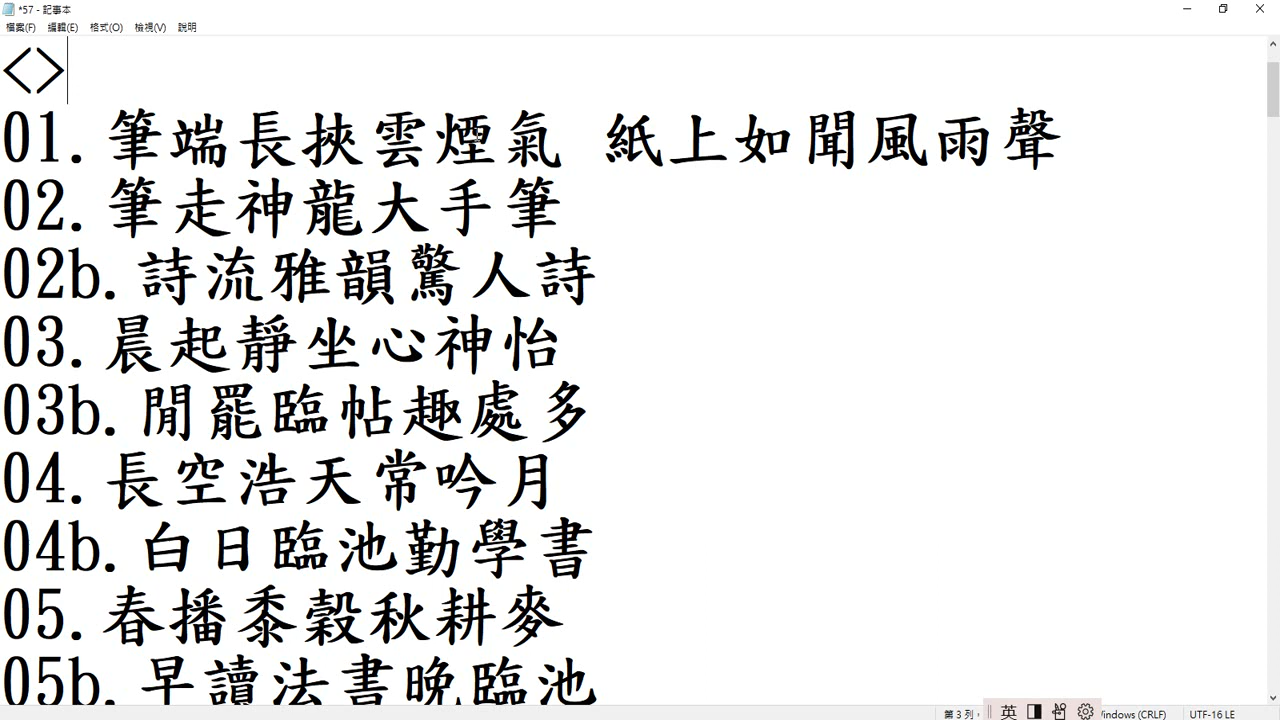 *57 - 記事本
檔案(F) 編輯(E) 格式(O) 檢視(V) 說明
<>
01.筆端長挾雲煙氣 紙上如聞風雨聲
02.筆走神龍大手筆
02b.詩流雅韻驚人詩
03.晨起靜坐心神怡
03b.閒罷臨帖趣處多
04.長空浩天常吟月
04b.白日臨池勤學書
05.春播黍穀秋耕麥
05b.早讀法書晚臨池
第 3 列， 英 Windows (CRLF) UTF-16 LE